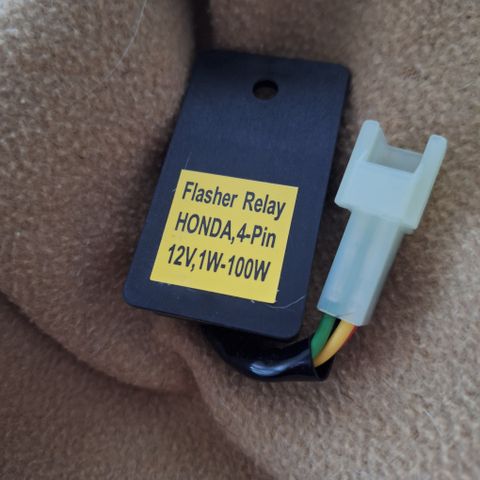 Flasher Relay
HONDA,4-Pin
12V,1W-100W